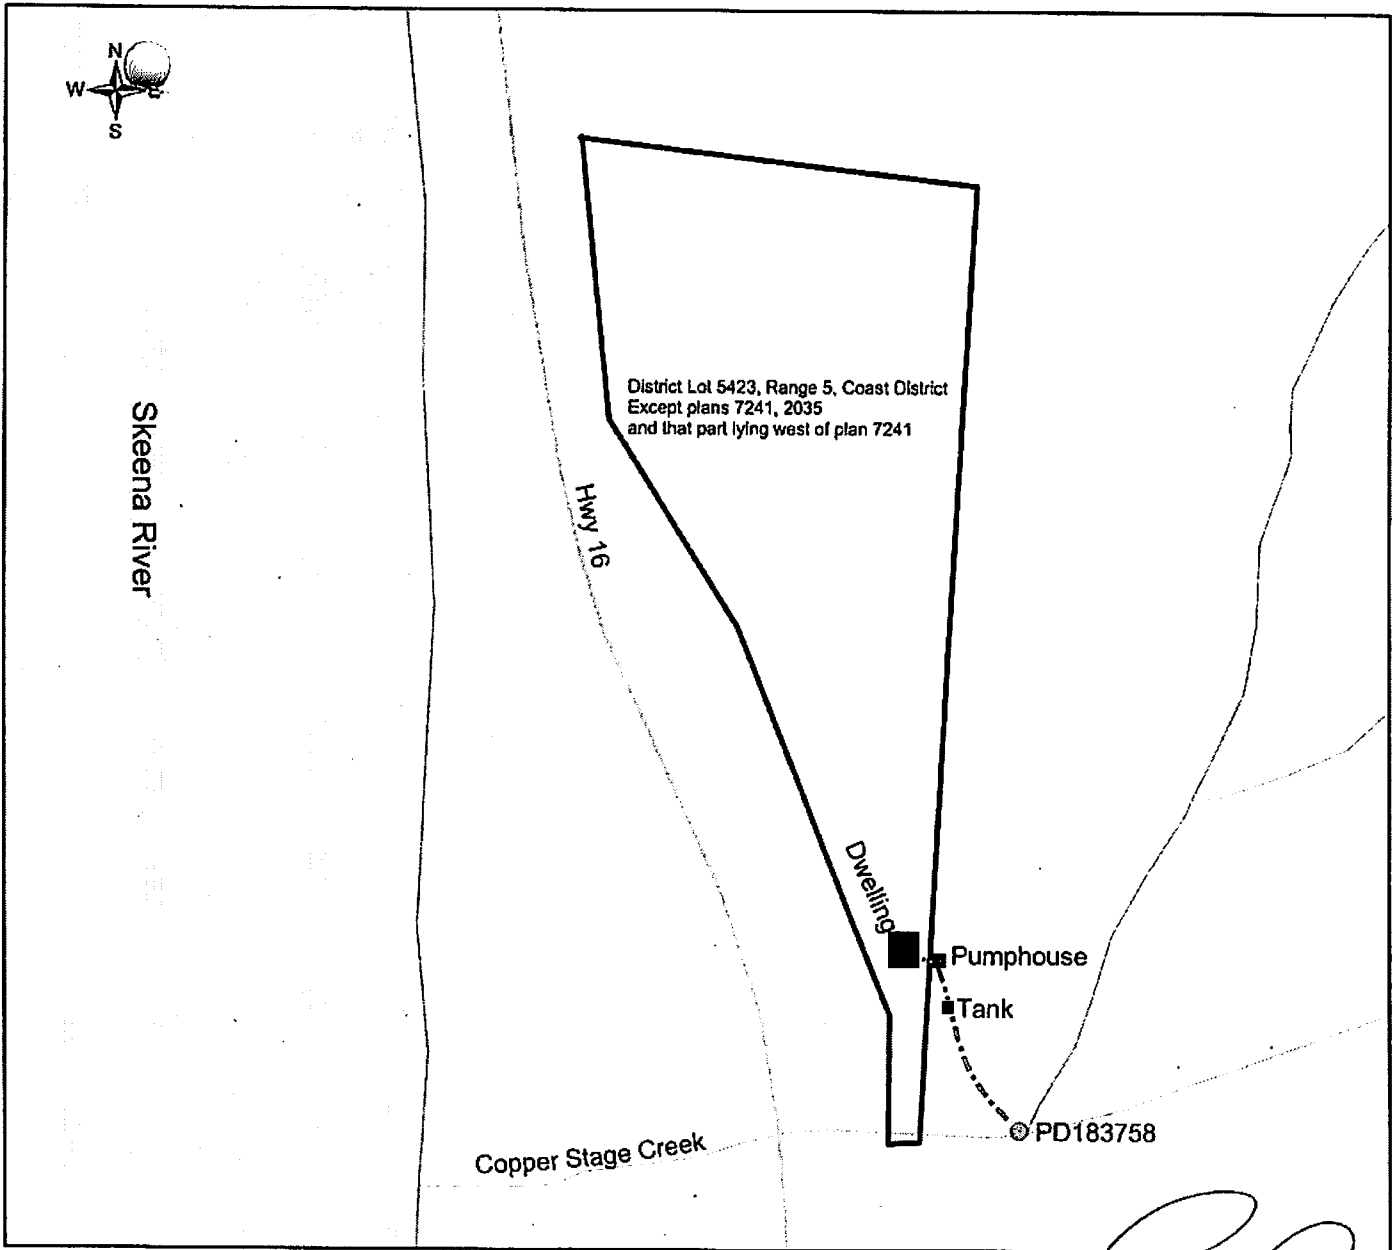 N
W E
S
District Lot 5423, Range 5, Coast District
Except plans 7241, 2035
and that part lying west of plan 7241
Skeena River
Hwy 16
Dwelling
Pumphouse
Tank
PD183758
Copper Stage Creek